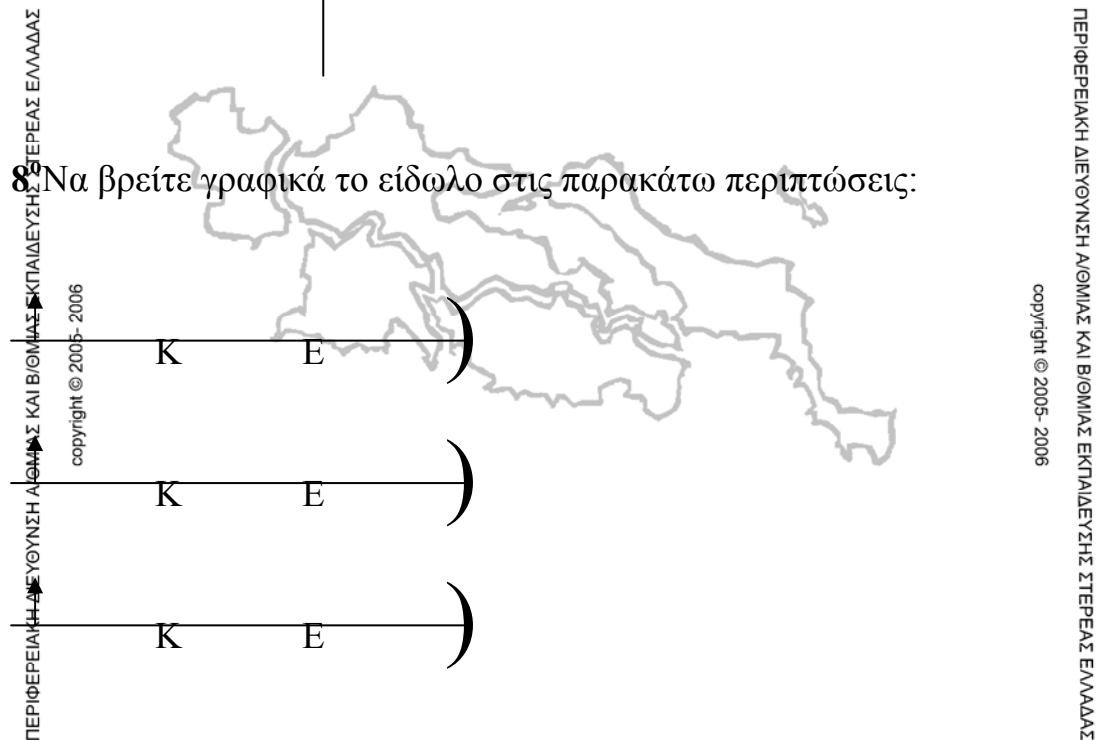 ΠΕΡΙΦΕΡΕΙΑΚΗ ΔΙΕΥΘΥΝΣΗ Α/ΘΜΙΑΣ ΚΑΙ Β/ΘΜΙΑΣ ΕΚΠΑΙΔΕΥΣΗΣ ΣΤΕΡΕΑΣ ΕΛΛΑΔΑΣ
copyright © 2005- 2006
8º Να βρείτε γραφικά το είδωλο στις παρακάτω περιπτώσεις:
Κ Ε
Κ Ε
Κ Ε
copyright © 2005- 2006
ΠΕΡΙΦΕΡΕΙΑΚΗ ΔΙΕΥΘΥΝΣΗ Α/ΘΜΙΑΣ ΚΑΙ Β/ΘΜΙΑΣ ΕΚΠΑΙΔΕΥΣΗΣ ΣΤΕΡΕΑΣ ΕΛΛΑΔΑΣ